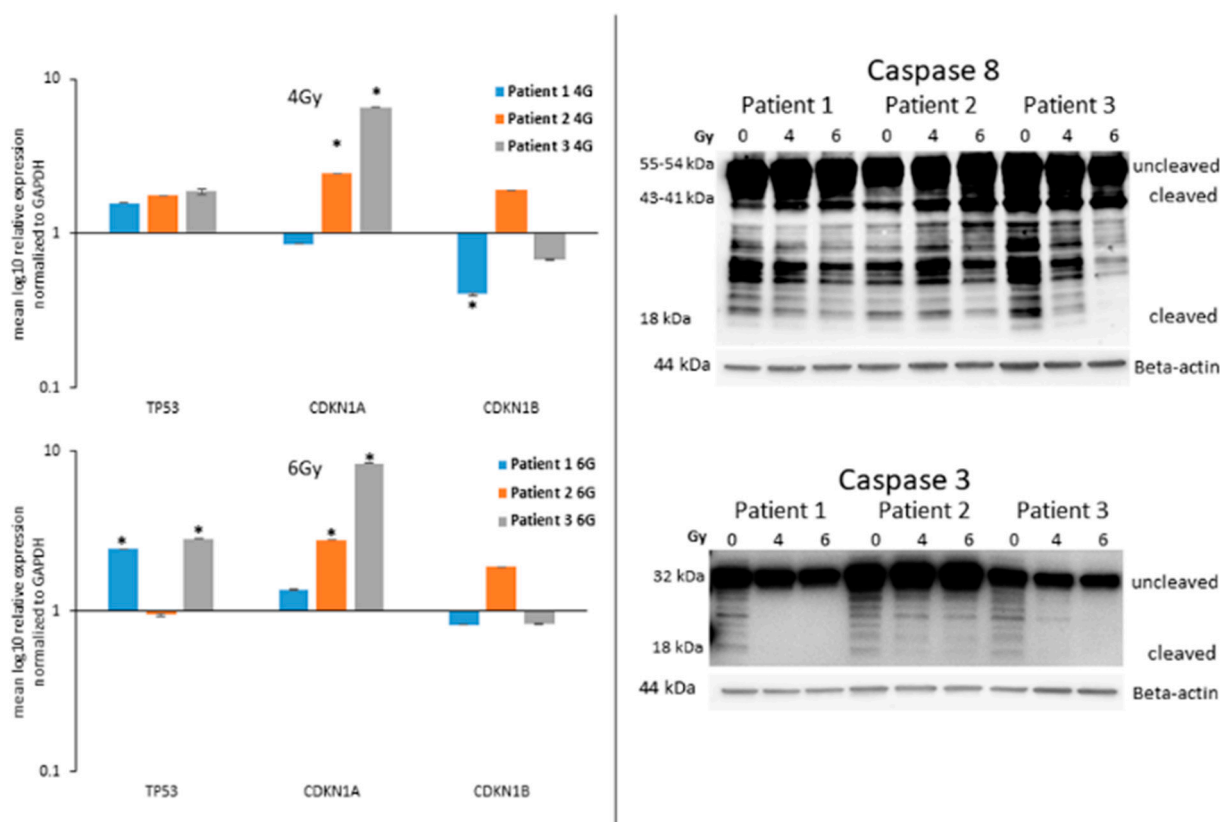 mean log10 relative expression
normalized to GAPDH
10
1
0.1
4Gy
*
*
*
Patient 1 4G
Patient 2 4G
Patient 3 4G
TP53 CDKN1A CDKN1B
mean log10 relative expression
normalized to GAPDH
10
1
0.1
6Gy
*
*
*
*
Patient 1 6G
Patient 2 6G
Patient 3 6G
TP53 CDKN1A CDKN1B
Caspase 8
Patient 1 Patient 2 Patient 3
Gy 0 4 6 0 4 6 0 4 6
55-54 kDa uncleaved
43-41kDa cleaved
18 kDa cleaved
44 kDa Beta-actin
Caspase 3
Patient 1 Patient 2 Patient 3
Gy 0 4 6 0 4 6 0 4 6
32 kDa uncleaved
18 kDa cleaved
44 kDa Beta-actin